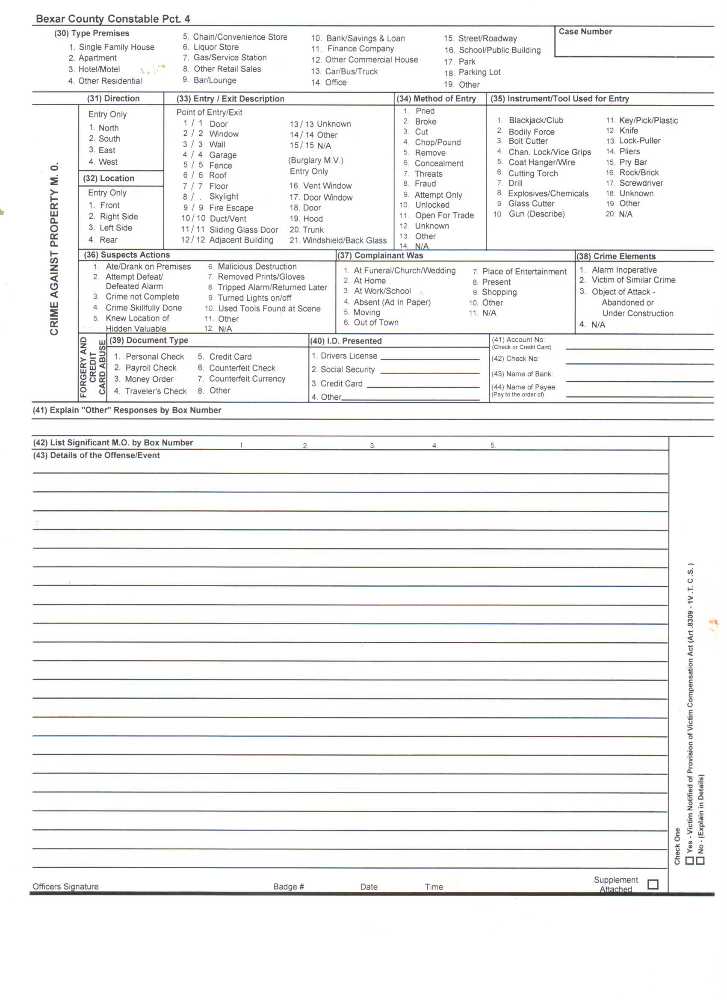 Bexar County Constable Pct. 4
Case Number
(30) Type Premises
1. Single Family House
2. Apartment
3. Hotel/Motel
4. Other Residential
5. Chain/Convenience Store
6. Liquor Store
7. Gas/Service Station
8. Other Retail Sales
9. Bar/Lounge
10. Bank/Savings & Loan
11. Finance Company
12. Other Commercial House
13. Car/Bus/Truck
14. Office
15. Street/Roadway
16. School/Public Building
17. Park
18. Parking Lot
19. Other
CRIME AGAINST PROPERTY M. O.
(31) Direction
Entry Only
1. North
2. South
3. East
4. West
(32) Location
Entry Only
1. Front
2. Right Side
3. Left Side
4. Rear
(33) Entry / Exit Description
Point of Entry/Exit
1 / 1 Door
2 / 2 Window
3 / 3 Wall
4 / 4 Garage
5 / 5 Fence
6 / 6 Roof
7 / 7 Floor
8 / . Skylight
9 / 9 Fire Escape
10/10 Duct/Vent
11/11 Sliding Glass Door
12/12 Adjacent Building
13/13 Unknown
14/14 Other
15/15 N/A
(Burglary M.V.)
Entry Only
16. Vent Window
17. Door Window
18. Door
19. Hood
20. Trunk
21. Windshield/Back Glass
(34) Method of Entry
1. Pried
2. Broke
3. Cut
4. Chop/Pound
5. Remove
6. Concealment
7. Threats
8. Fraud
9. Attempt Only
10. Unlocked
11. Open For Trade
12. Unknown
13. Other
14. N/A
(35) Instrument/Tool Used for Entry
1. Blackjack/Club
2. Bodily Force
3. Bolt Cutter
4. Chan. Lock/Vice Grips
5. Coat Hanger/Wire
6. Cutting Torch
7. Drill
8. Explosives/Chemicals
9. Glass Cutter
10. Gun (Describe)
11. Key/Pick/Plastic
12. Knife
13. Lock-Puller
14. Pliers
15. Pry Bar
16. Rock/Brick
17. Screwdriver
18. Unknown
19. Other
20. N/A
(36) Suspects Actions
1. Ate/Drank on Premises
2. Attempt Defeat/
Defeated Alarm
3. Crime not Complete
4. Crime Skillfully Done
5. Knew Location of
Hidden Valuable
6. Malicious Destruction
7. Removed Prints/Gloves
8. Tripped Alarm/Returned Later
9. Turned Lights on/off
10. Used Tools Found at Scene
11. Other
12. N/A
(37) Complainant Was
1. At Funeral/Church/Wedding
2. At Home
3. At Work/School
4. Absent (Ad In Paper)
5. Moving
6. Out of Town
7. Place of Entertainment
8. Present
9. Shopping
10. Other
11. N/A
(38) Crime Elements
1. Alarm Inoperative
2. Victim of Similar Crime
3. Object of Attack -
Abandoned or
Under Construction
4. N/A
FORGERY AND
CREDIT
CARD ABUSE
(39) Document Type
1. Personal Check
2. Payroll Check
3. Money Order
4. Traveler's Check
5. Credit Card
6. Counterfeit Check
7. Counterfeit Currency
8. Other
(40) I.D. Presented
1. Drivers License
2. Social Security
3. Credit Card
4. Other
(41) Account No:
(Check or Credit Card)
(42) Check No:
(43) Name of Bank:
(44) Name of Payee:
(Pay to the order of)
(41) Explain "Other" Responses by Box Number
(42) List Significant M.O. by Box Number 1. 2. 3. 4. 5.
(43) Details of the Offense/Event
Check One
Yes - Victim Notified of Provision of Victim Compensation Act (Art .8309 - 1V .T. C .S. )
No - (Explain in Details)
Officers Signature Badge # Date Time
Supplement
Attached